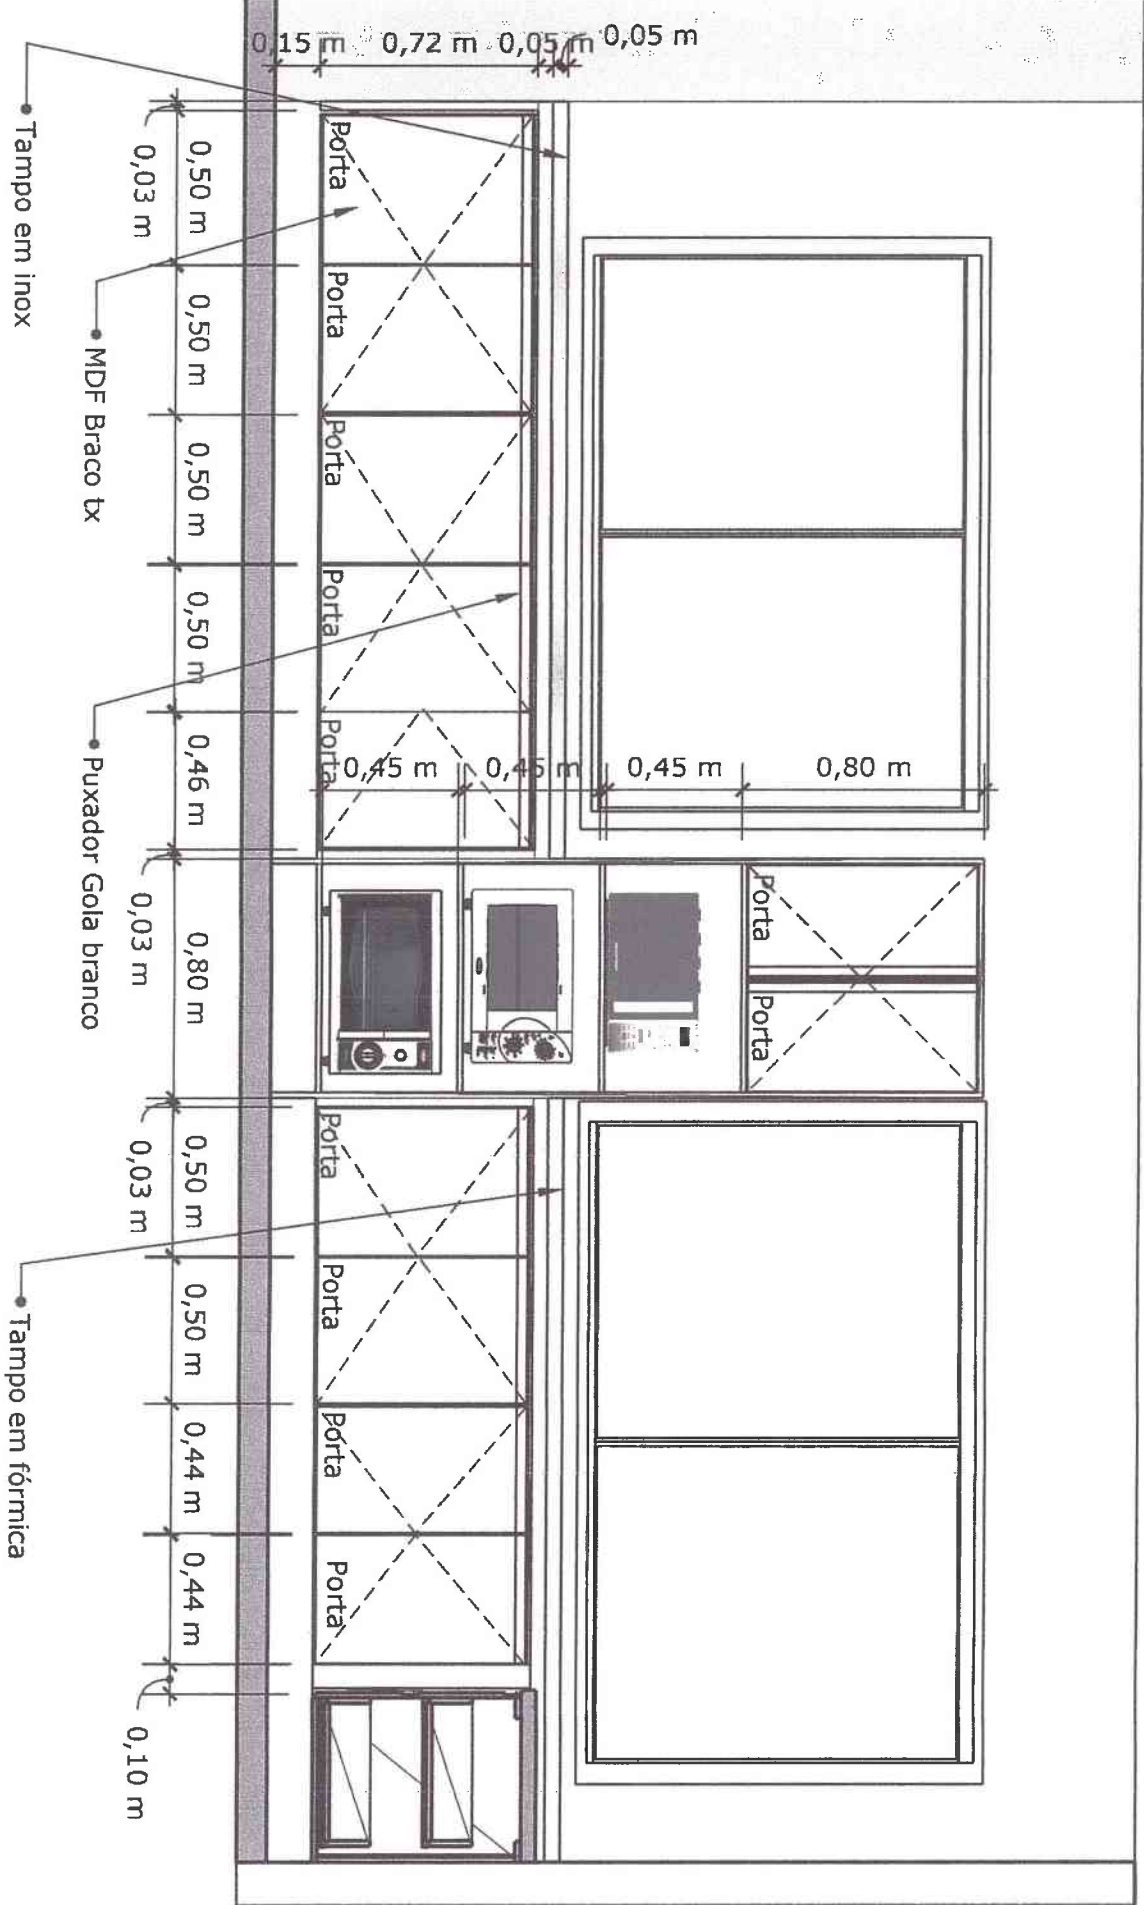 0,15 m
0,72 m
0,05 m
0,05 m
Porta
Porta
Porta
Porta
Porta
0,45 m
0,45 m
0,45 m
0,80 m
Porta
Porta
Porta
Porta
Porta
Porta
0,50 m
0,50 m
0,50 m
0,50 m
0,46 m
0,80 m
0,50 m
0,50 m
0,44 m
0,44 m
0,03 m
0,03 m
0,03 m
0,10 m
MDF Braco tx
Puxador Gola branco
Tampo em inox
Tampo em fórmica